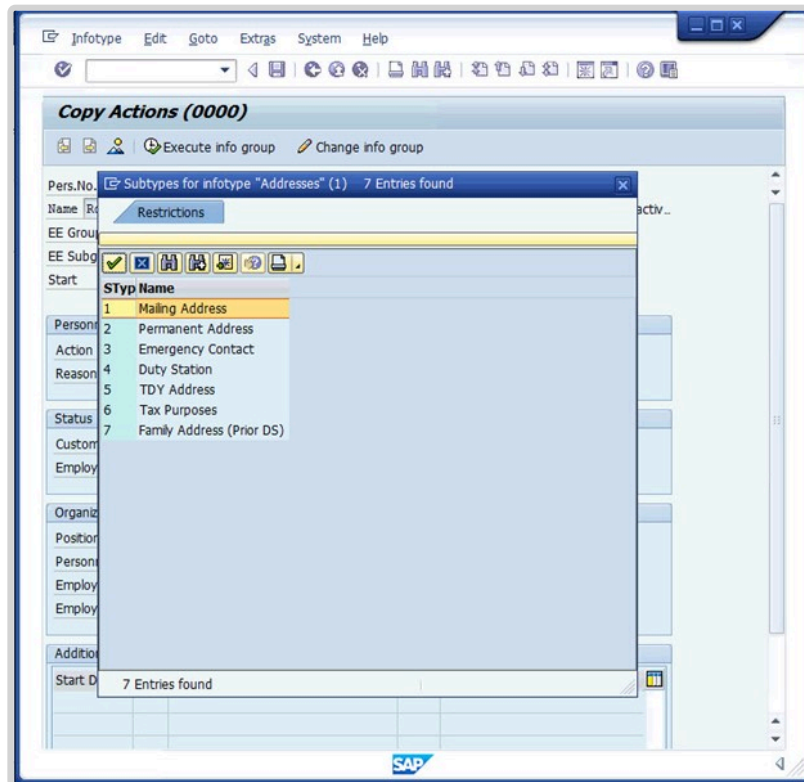 Infotype Edit Goto Extras System Help
Copy Actions (0000)
Execute info group Change info group
Pers.No.
Subtypes for infotype "Addresses" (1) 7 Entries found
Name
Restrictions
activ..
EE Group
EE Subg
Start
STyp Name
1 Mailing Address
2 Permanent Address
3 Emergency Contact
4 Duty Station
5 TDY Address
6 Tax Purposes
7 Family Address (Prior DS)
Personn
Action
Reason
Status
Custom
Employ
Organiz
Position
Personn
Employ
Employ
Addition
Start D
7 Entries found
SAP